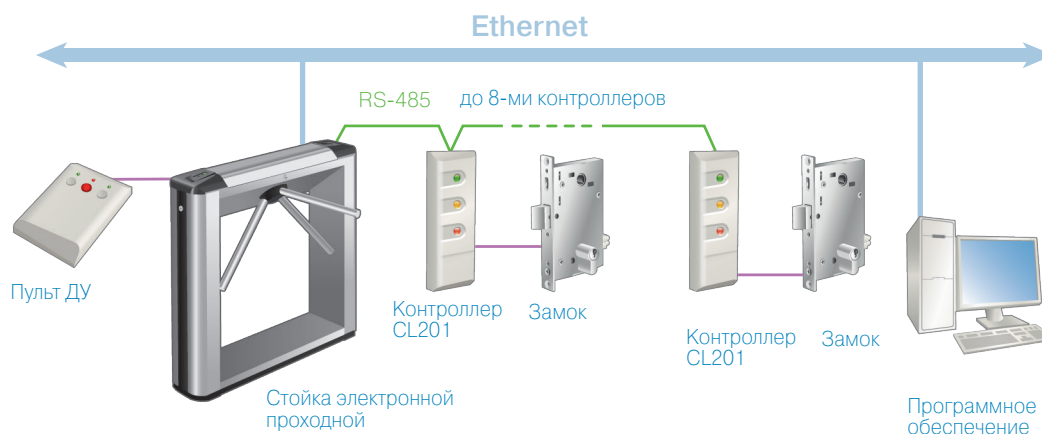 Ethernet
RS-485
до 8-ми контроллеров
Пульт ДУ
Контроллер
CL201
Замок
Контроллер
CL201
Замок
Стойка электронной
проходной
Программное
обеспечение